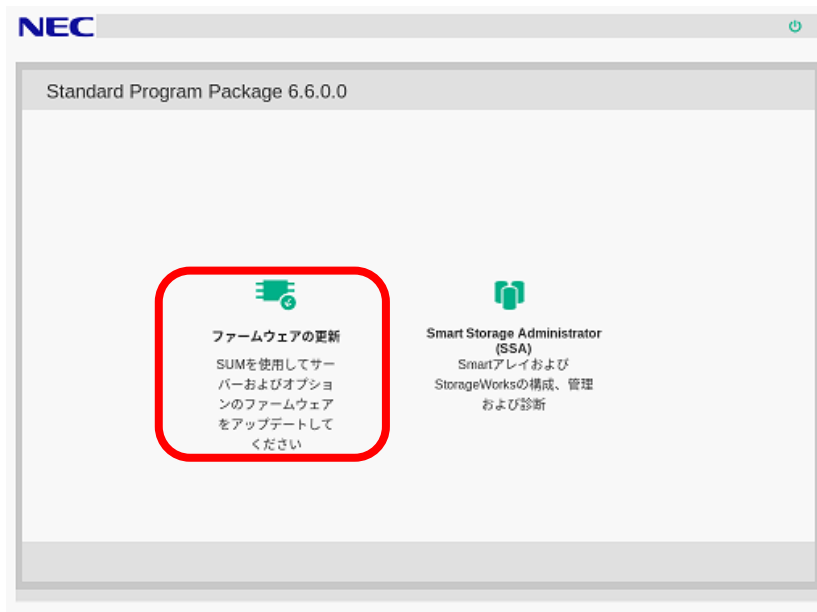 NEC
Standard Program Package 6.6.0.0
ファームウェアの更新
SUMを使用してサー
バーおよびオプショ
ンのファームウェア
をアップデートして
ください
Smart Storage Administrator
(SSA)
Smartアレイおよび
StorageWorksの構成、管理
および診断